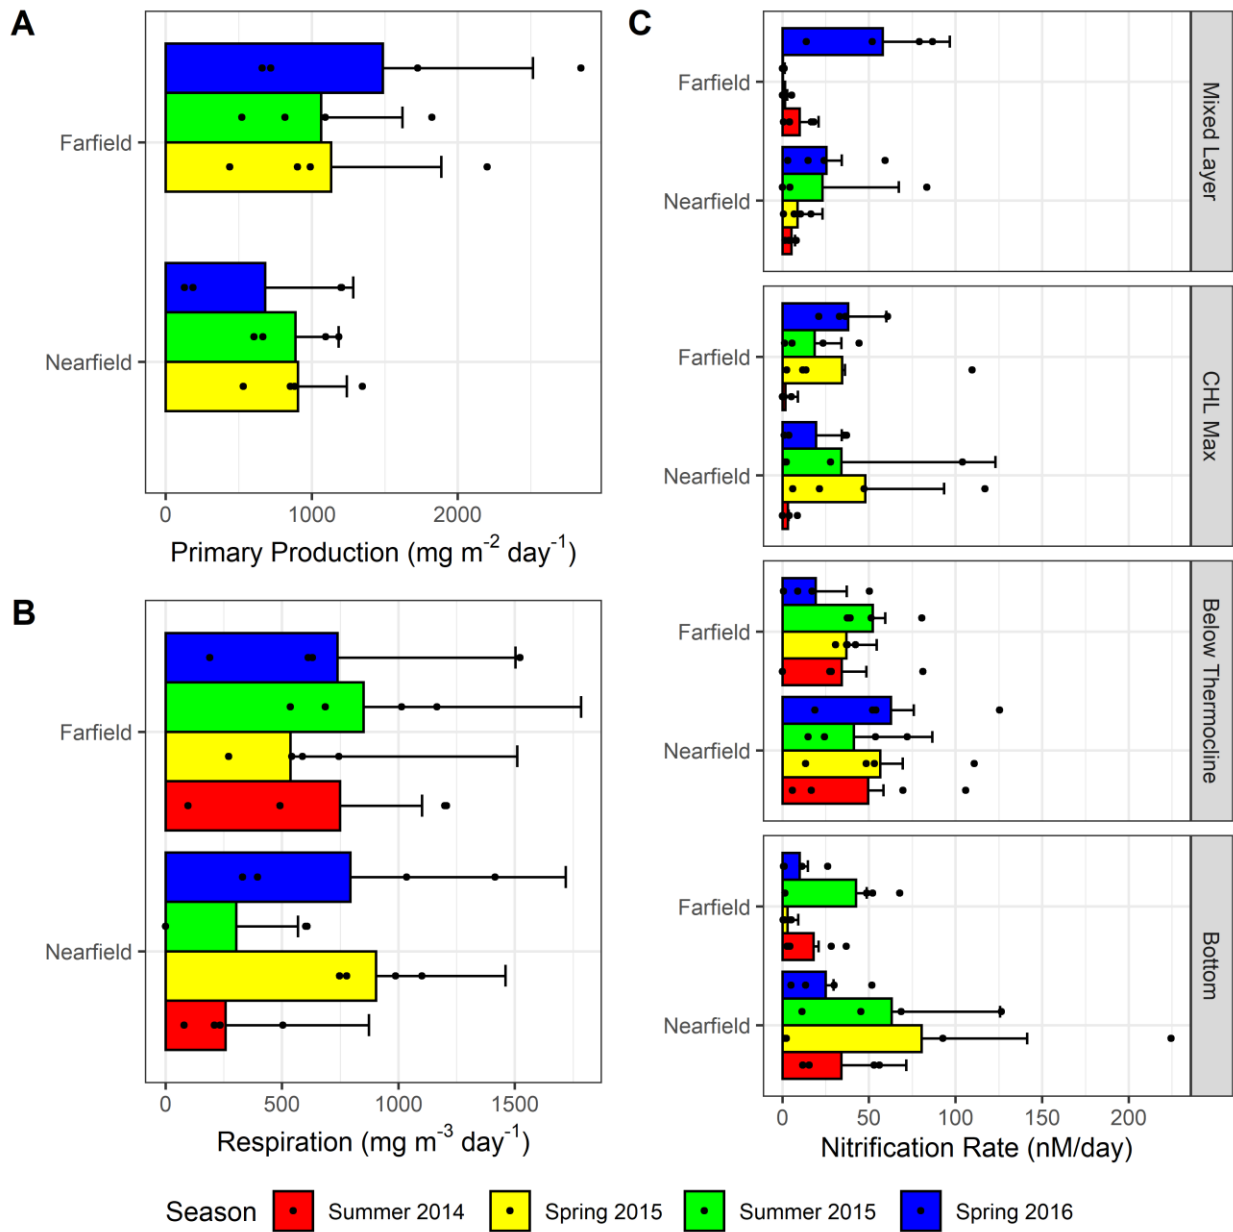 A
Farfield
Nearfield
0 1000 2000
Primary Production (mg m⁻² day⁻¹)
B
Farfield
Nearfield
0 500 1000 1500
Respiration (mg m⁻³ day⁻¹)
C
Farfield
Nearfield
Mixed Layer
Farfield
Nearfield
CHL Max
Farfield
Nearfield
Below Thermocline
Farfield
Nearfield
Bottom
0 50 100 150 200
Nitrification Rate (nM/day)
Season Summer 2014 Spring 2015 Summer 2015 Spring 2016